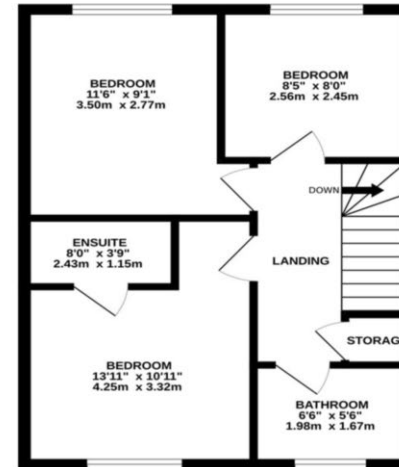 BEDROOM
11'6" x 9'1"
3.50m x 2.77m
BEDROOM
8'5" x 8'0"
2.56m x 2.45m
DOWN
ENSUITE
8'0" x 3'9"
2.43m x 1.15m
LANDING
STORAG
BEDROOM
13'11" x 10'11"
4.25m x 3.32m
BATHROOM
6'6" x 5'6"
1.98m x 1.67m